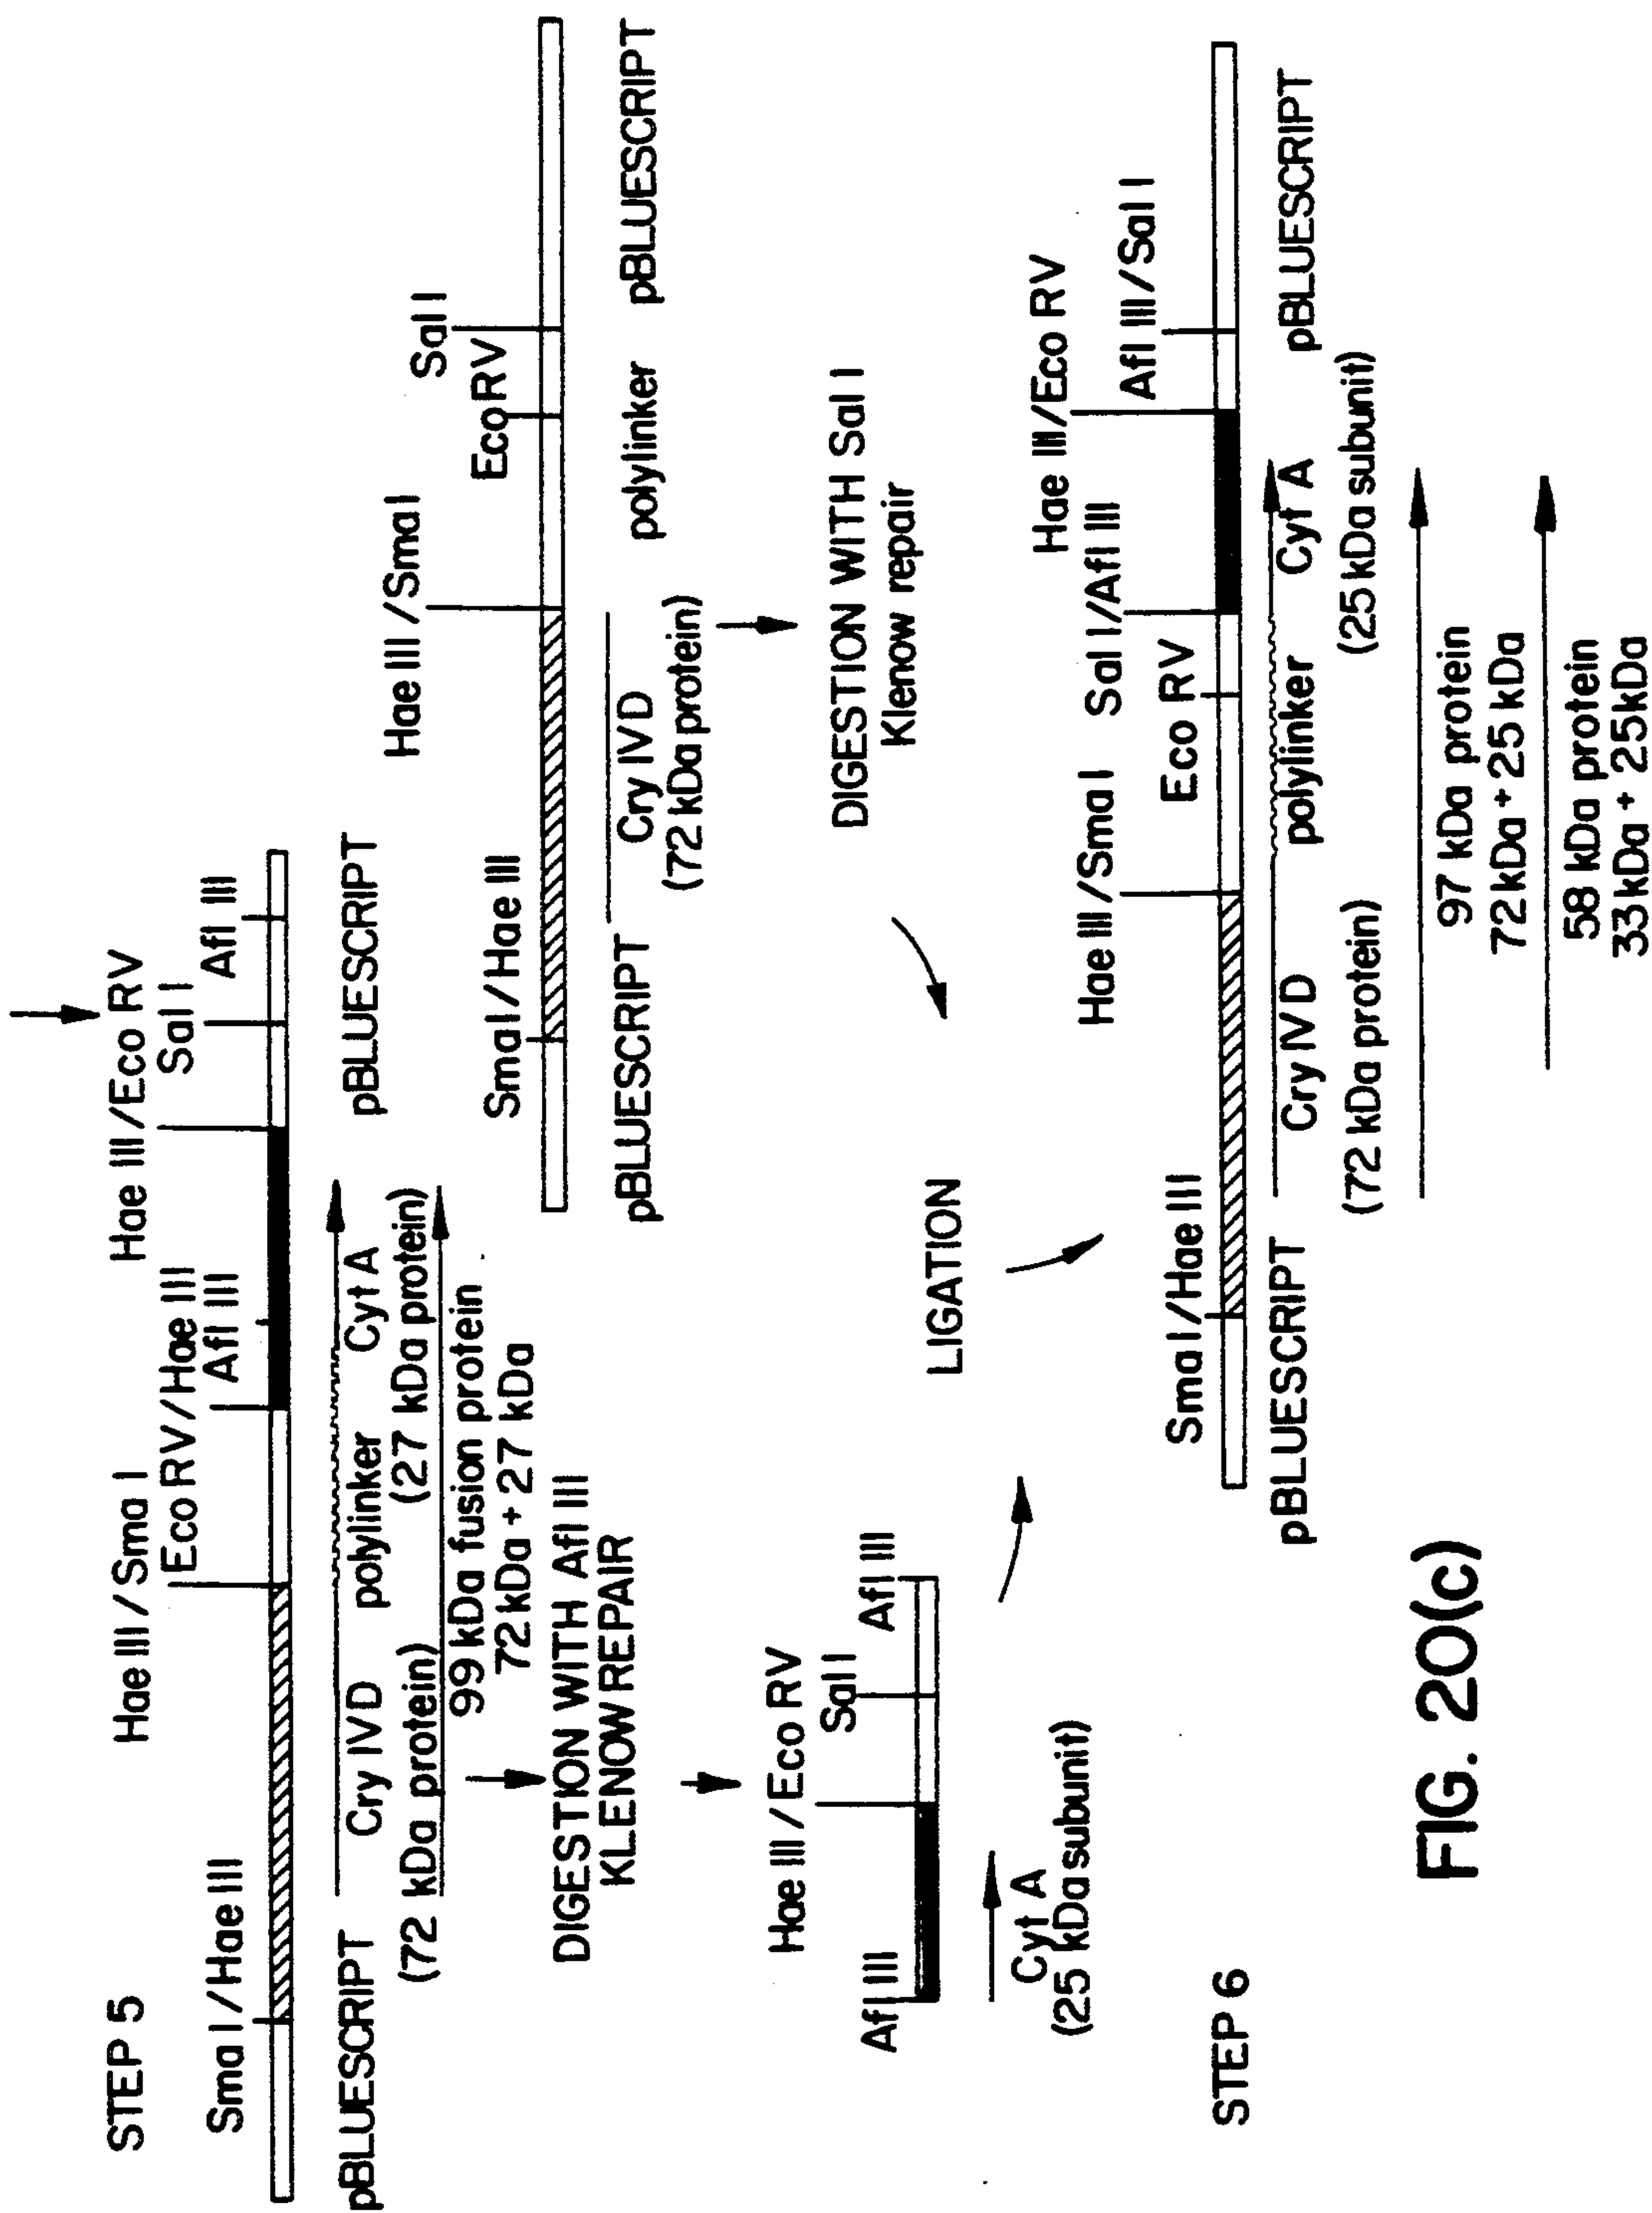 STEP 5
Hae III / Sma I
Hae III / Eco RV
Eco RV / Hae III
Sal I
Sma I / Hae III
Afl III
Afl III
pBLUESCRIPT
Cry IV D
polylinker
Cyt A
pBLUESCRIPT
(72 kDa protein)
(27 kDa protein)
99 kDa fusion protein
72 kDa + 27 kDa
DIGESTION WITH Afl III
KLENOW REPAIR
Hae III / Eco RV
Sal I
Afl III
Afl III
Cyt A
(25 kDa subunit)
Hae III / Sma I
Sal I
Eco RV
Sma I / Hae III
pBLUESCRIPT
Cry IV D
polylinker
pBLUESCRIPT
(72 kDa protein)
DIGESTION WITH Sal I
Klenow repair
LIGATION
STEP 6
Hae III / Eco RV
Hae III / Sma I
Sal I / Afl III
Afl III / Sal I
Sma I / Hae III
Eco RV
pBLUESCRIPT
Cry IV D
polylinker
Cyt A
pBLUESCRIPT
(72 kDa protein)
(25 kDa subunit)
97 kDa protein
72 kDa + 25 kDa
58 kDa protein
33 kDa + 25 kDa
FIG. 20(c)